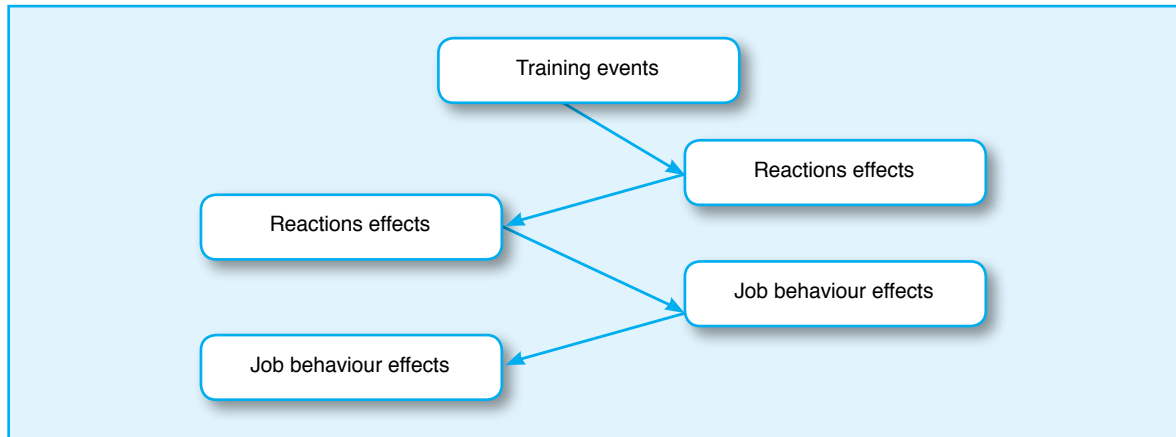 Training events
Reactions effects
Reactions effects
Job behaviour effects
Job behaviour effects